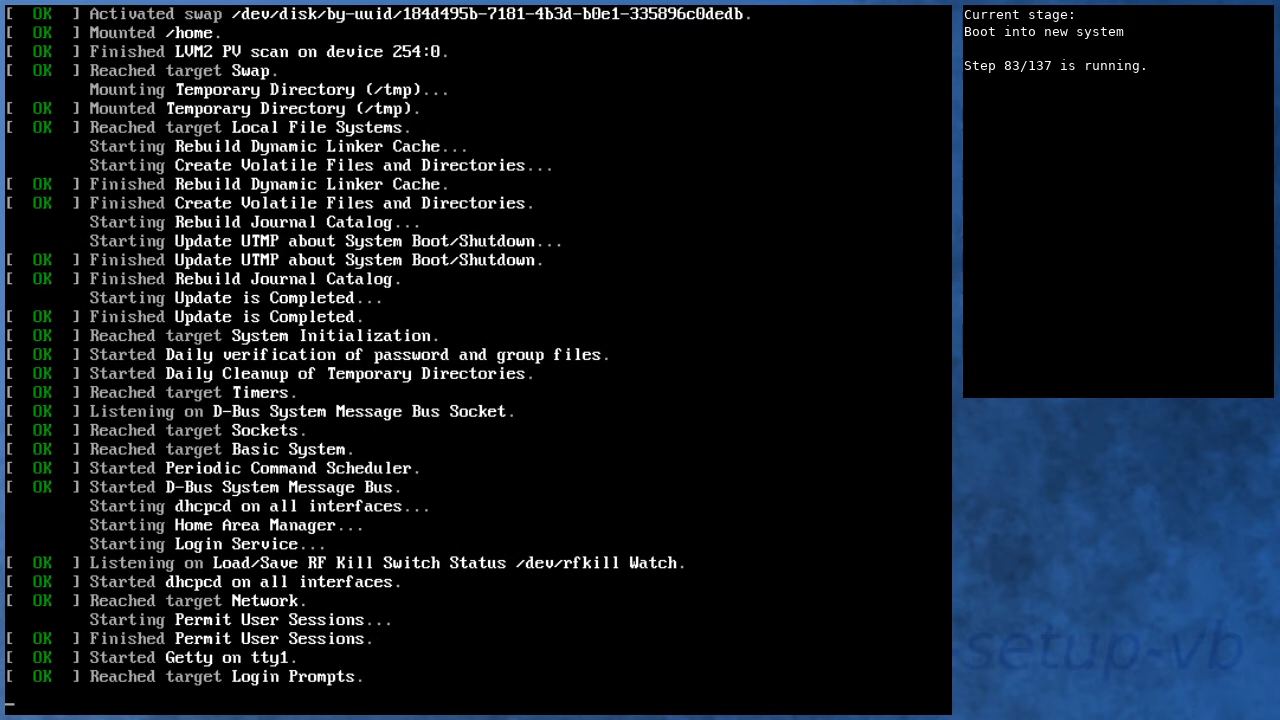 [  OK  ] Activated swap /dev/disk/by-uuid/184d495b-7181-4b3d-b0e1-335896c0dedb.
[  OK  ] Mounted /home.
[  OK  ] Finished LVM2 PV scan on device 254:0.
[  OK  ] Reached target Swap.
Mounting Temporary Directory (/tmp)...
[  OK  ] Mounted Temporary Directory (/tmp).
[  OK  ] Reached target Local File Systems.
Starting Rebuild Dynamic Linker Cache...
Starting Create Volatile Files and Directories...
[  OK  ] Finished Rebuild Dynamic Linker Cache.
[  OK  ] Finished Create Volatile Files and Directories.
Starting Rebuild Journal Catalog...
Starting Update UTMP about System Boot/Shutdown...
[  OK  ] Finished Update UTMP about System Boot/Shutdown.
[  OK  ] Finished Rebuild Journal Catalog.
Starting Update is Completed...
[  OK  ] Finished Update is Completed.
[  OK  ] Reached target System Initialization.
[  OK  ] Started Daily verification of password and group files.
[  OK  ] Started Daily Cleanup of Temporary Directories.
[  OK  ] Reached target Timers.
[  OK  ] Listening on D-Bus System Message Bus Socket.
[  OK  ] Reached target Sockets.
[  OK  ] Reached target Basic System.
[  OK  ] Started Periodic Command Scheduler.
[  OK  ] Started D-Bus System Message Bus.
Starting dhcpcd on all interfaces...
Starting Home Area Manager...
Starting Login Service...
[  OK  ] Listening on Load/Save RF Kill Switch Status /dev/rfkill Watch.
[  OK  ] Started dhcpcd on all interfaces.
[  OK  ] Reached target Network.
Starting Permit User Sessions...
[  OK  ] Finished Permit User Sessions.
[  OK  ] Started Getty on tty1.
[  OK  ] Reached target Login Prompts.
_
Current stage:
Boot into new system
Step 83/137 is running.
setup-vb